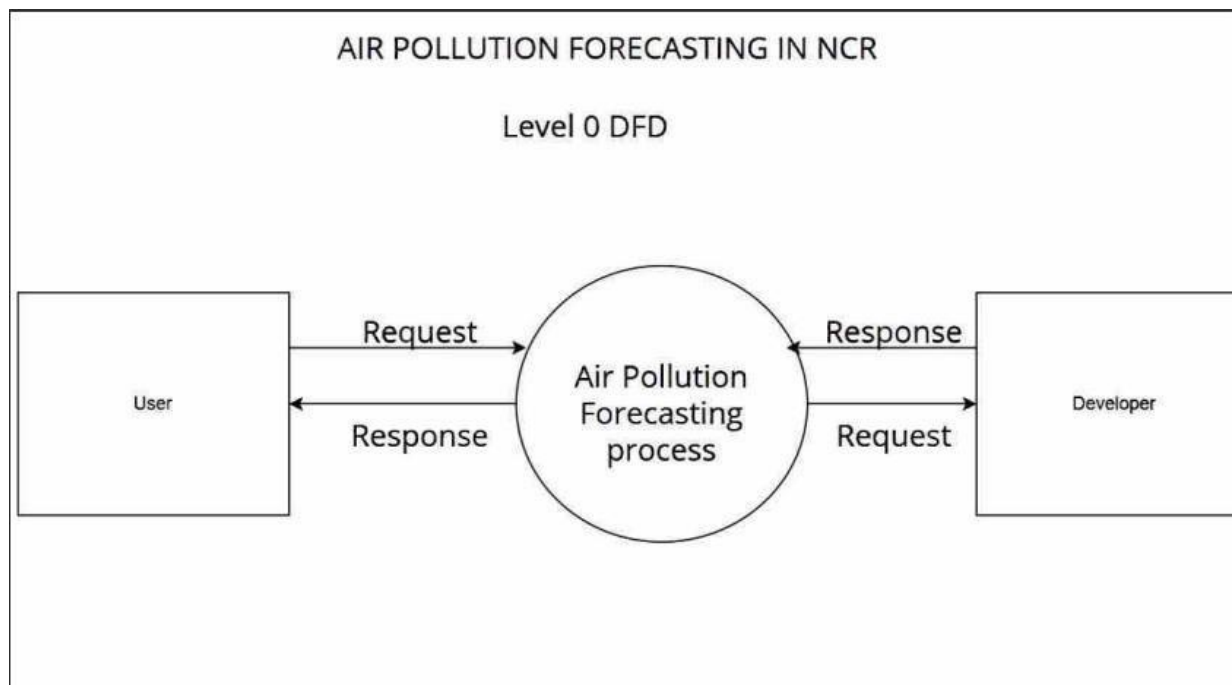 AIR POLLUTION FORECASTING IN NCR
Level 0 DFD
Request
Response
User
Air Pollution
Forecasting
process
Developer
Response
Request